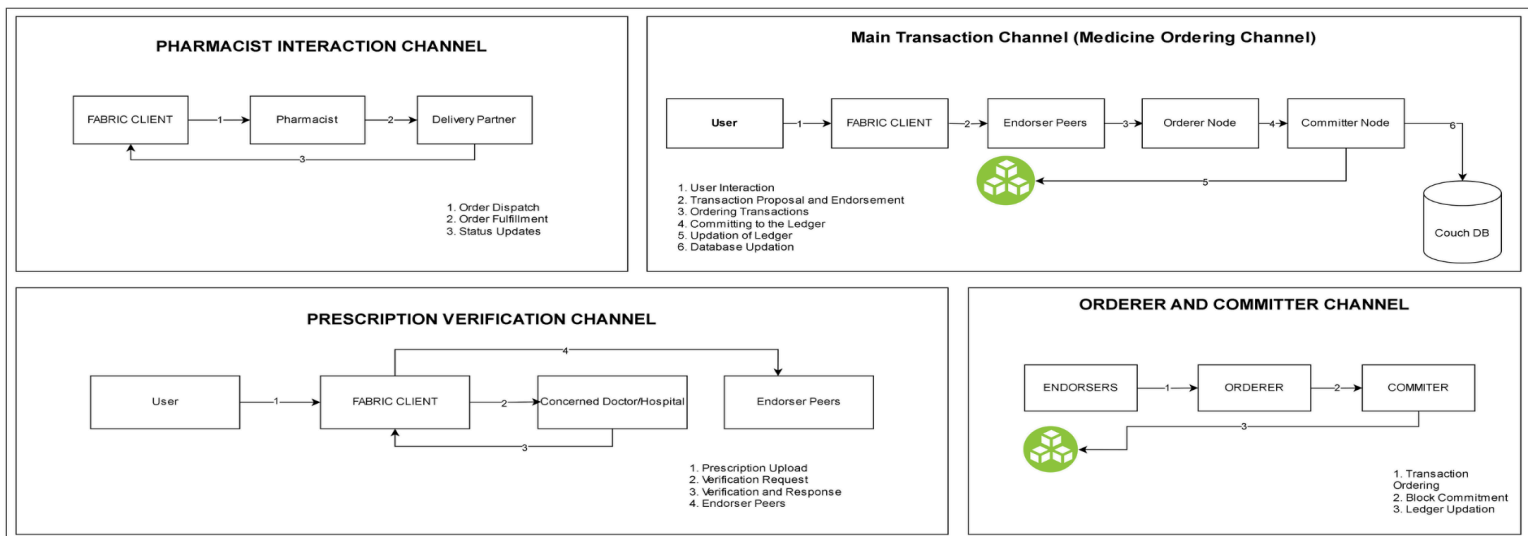 PHARMACIST INTERACTION CHANNEL
FABRIC CLIENT
1
Pharmacist
2
Delivery Partner
3
1. Order Dispatch
2. Order Fulfillment
3. Status Updates
Main Transaction Channel (Medicine Ordering Channel)
User
1
FABRIC CLIENT
2
Endorser Peers
3
Orderer Node
4
Committer Node
6
5
Couch DB
1. User Interaction
2. Transaction Proposal and Endorsement
3. Ordering Transactions
4. Committing to the Ledger
5. Updation of Ledger
6. Database Updation
PRESCRIPTION VERIFICATION CHANNEL
4
User
1
FABRIC CLIENT
2
Concerned Doctor/Hospital
Endorser Peers
3
1. Prescription Upload
2. Verification Request
3. Verification and Response
4. Endorser Peers
ORDERER AND COMMITTER CHANNEL
ENDORSERS
1
ORDERER
2
COMMITER
3
1. Transaction
Ordering
2. Block Commitment
3. Ledger Updation